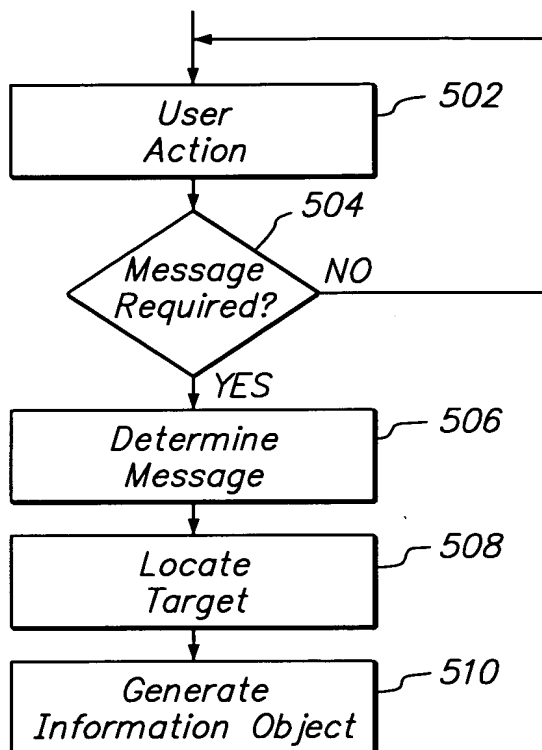 User
Action
502
504
Message
Required?
NO
YES
Determine
Message
506
Locate
Target
508
Generate
Information Object
510